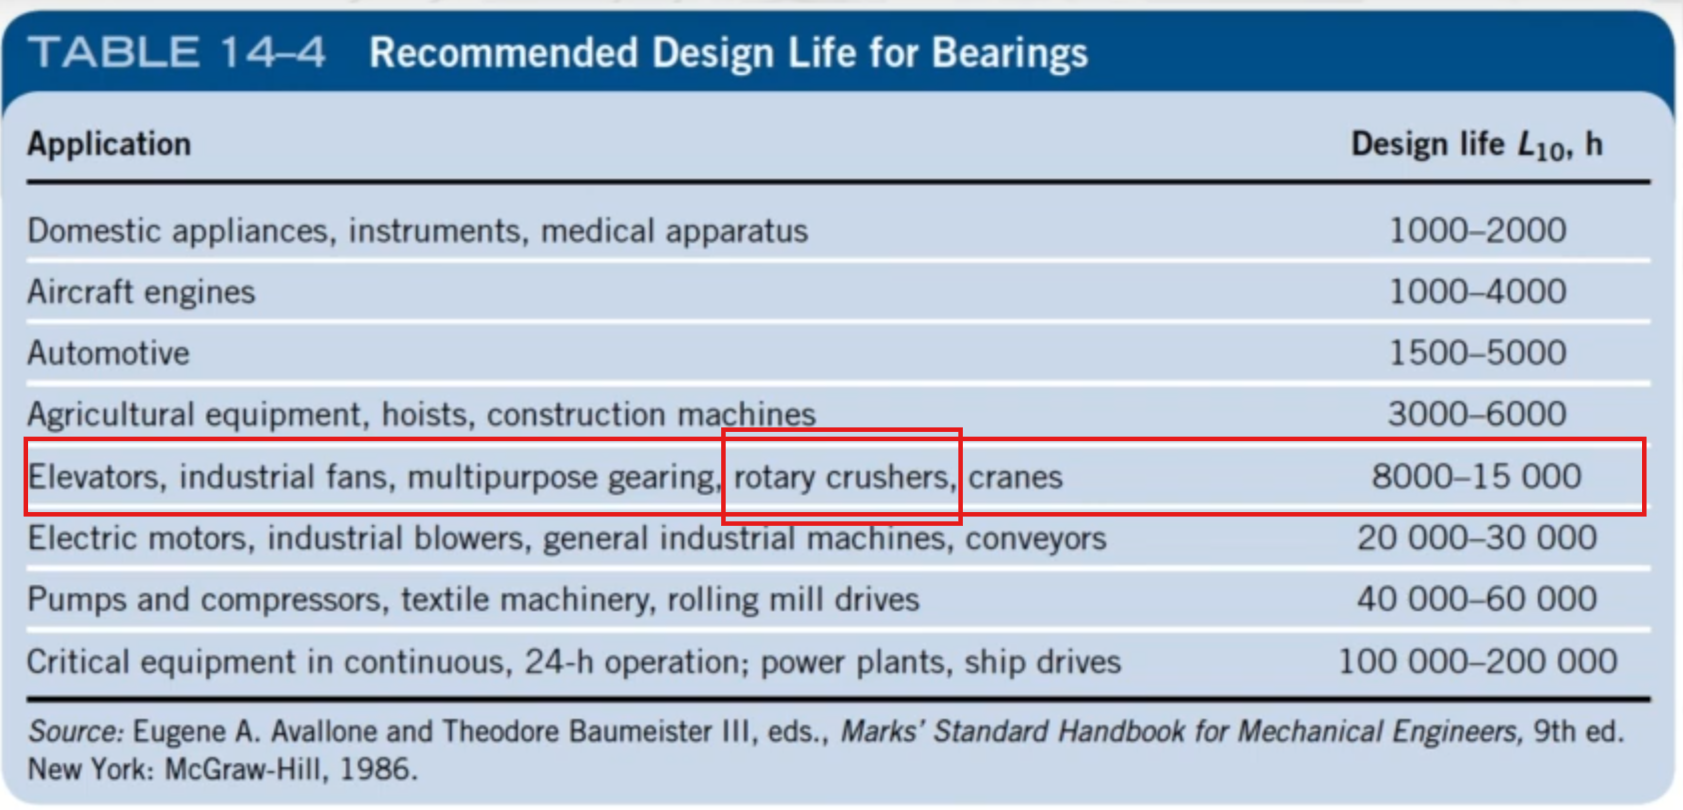 TABLE 14–4 Recommended Design Life for Bearings
Application Design life L10, h
Domestic appliances, instruments, medical apparatus 1000–2000
Aircraft engines 1000–4000
Automotive 1500–5000
Agricultural equipment, hoists, construction machines 3000–6000
Elevators, industrial fans, multipurpose gearing, rotary crushers, cranes 8000–15 000
Electric motors, industrial blowers, general industrial machines, conveyors 20 000–30 000
Pumps and compressors, textile machinery, rolling mill drives 40 000–60 000
Critical equipment in continuous, 24-h operation; power plants, ship drives 100 000–200 000
Source: Eugene A. Avallone and Theodore Baumeister III, eds., Marks’ Standard Handbook for Mechanical Engineers, 9th ed.
New York: McGraw-Hill, 1986.